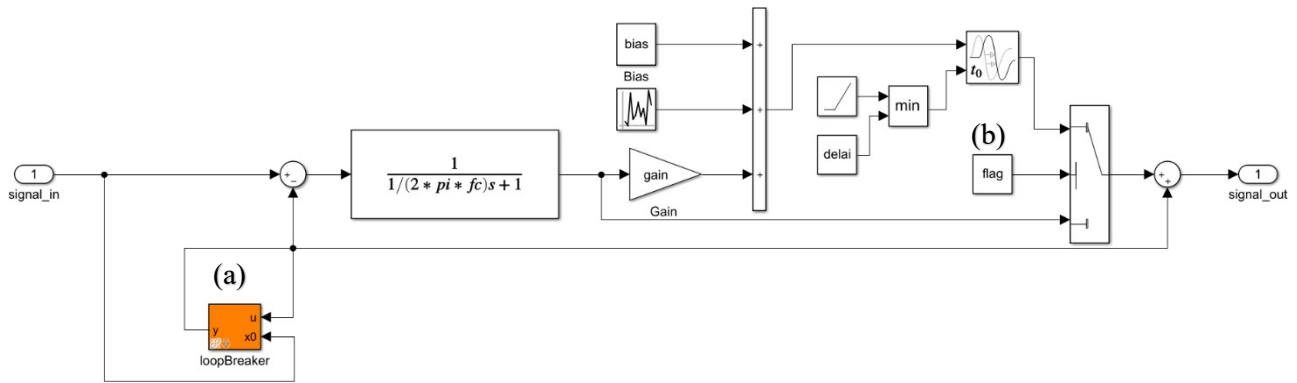 bias
Bias
+
+
+
t₀
min
delai
(b)
flag
1
signal_in
+
−
1
1/(2 * pi * fc)s + 1
gain
Gain
+
+
1
signal_out
(a)
u
y
x0
loopBreaker